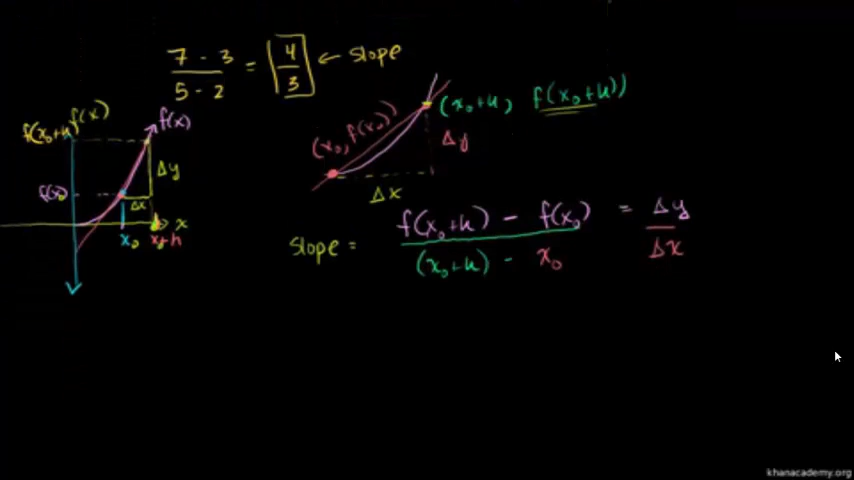 7 - 3
5 - 2
= 4/3 ← slope
f(x₀+h) f(x)
f(x)
f(x₀)
Δy
Δx
x
x₀ x₀+h
(x₀, f(x₀))
(x₀+h, f(x₀+h))
Δy
Δx
slope = f(x₀+h) - f(x₀) = Δy
(x₀+h) - x₀ Δx
khanacademy.org